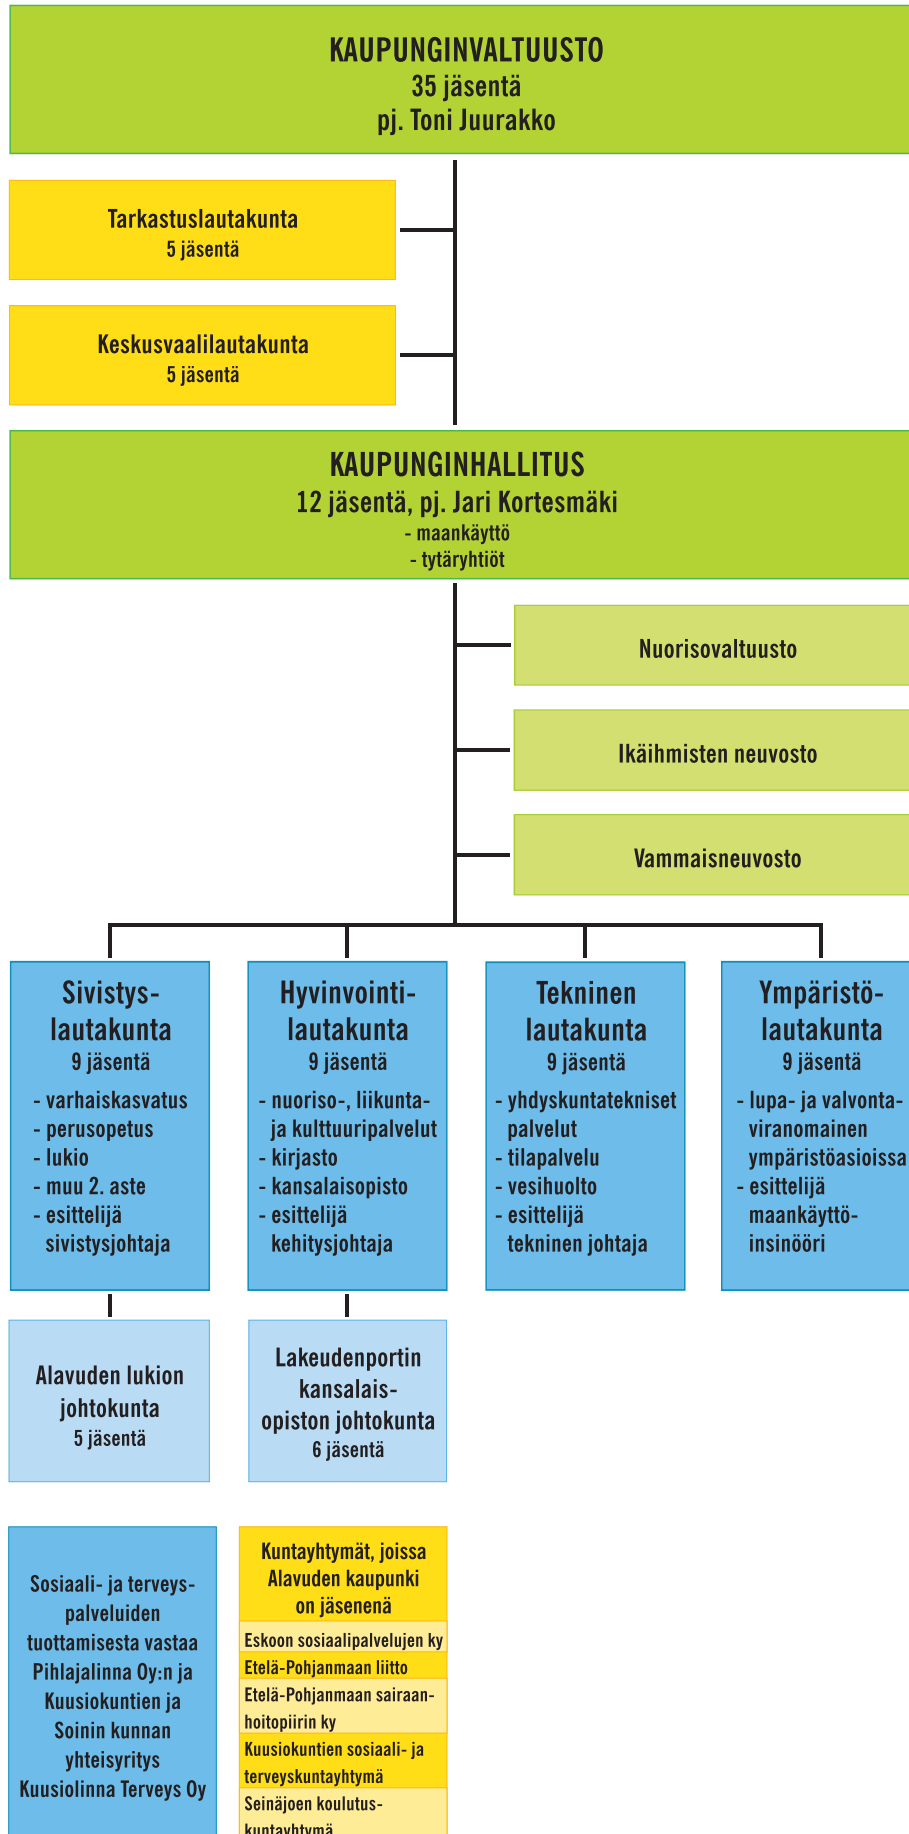 KAUPUNGINVALTUUSTO
35 jäsentä
pj. Toni Juurakko
Tarkastuslautakunta
5 jäsentä
Keskusvaalilautakunta
5 jäsentä
KAUPUNGINHALLITUS
12 jäsentä, pj. Jari Kortesmäki
- maankäyttö
- tytäryhtiöt
Nuorisovaltuusto
Ikäihmisten neuvosto
Vammaisneuvosto
Sivistys-
lautakunta
9 jäsentä
- varhaiskasvatus
- perusopetus
- lukio
- muu 2. aste
- esittelijä
sivistysjohtaja
Hyvinvointi-
lautakunta
9 jäsentä
- nuoriso-, liikunta-
ja kulttuuripalvelut
- kirjasto
- kansalaisopisto
- esittelijä
kehitysjohtaja
Tekninen
lautakunta
9 jäsentä
- yhdyskuntatekniset
palvelut
- tilapalvelu
- vesihuolto
- esittelijä
tekninen johtaja
Ympäristö-
lautakunta
9 jäsentä
- lupa- ja valvonta-
viranomainen
ympäristöasioissa
- esittelijä
maankäyttö-
insinööri
Alavuden lukion
johtokunta
5 jäsentä
Lakeudenportin
kansalais-
opiston johtokunta
6 jäsentä
Sosiaali- ja terveys-
palveluiden
tuottamisesta vastaa
Pihlajalinna Oy:n ja
Kuusiokuntien ja
Soinin kunnan
yhteisyritys
Kuusiolinna Terveys Oy
Kuntayhtymät, joissa
Alavuden kaupunki
on jäsenenä
Eskoon sosiaalipalvelujen ky
Etelä-Pohjanmaan liitto
Etelä-Pohjanmaan sairaan-
hoitopiirin ky
Kuusiokuntien sosiaali- ja
terveyskuntayhtymä
Seinäjoen koulutus-
kuntayhtymä